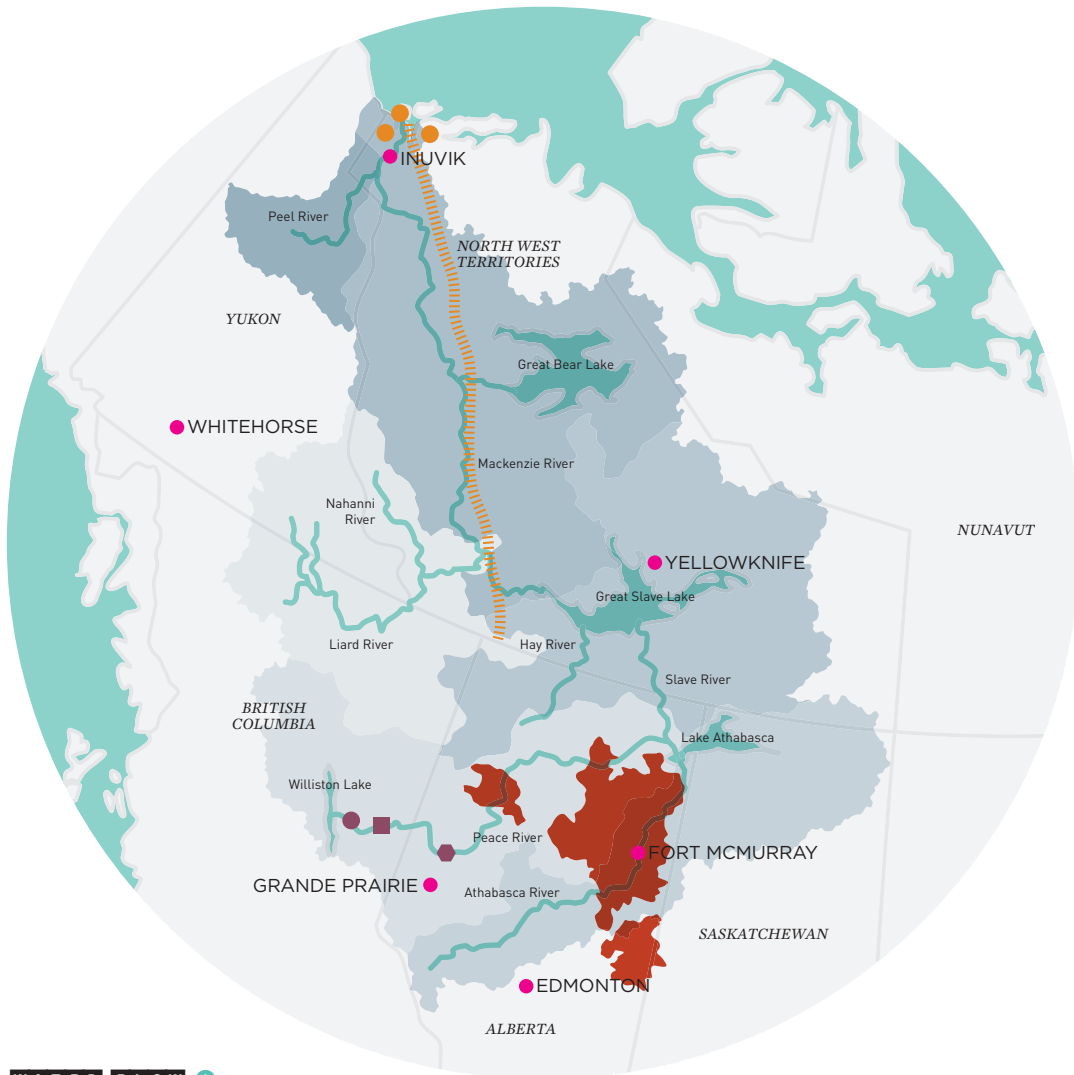 INUVIK
Peel River
NORTH WEST
TERRITORIES
YUKON
Great Bear Lake
WHITEHORSE
Mackenzie River
Nahanni
River
NUNAVUT
YELLOWKNIFE
Great Slave Lake
Liard River
Hay River
Slave River
BRITISH
COLUMBIA
Lake Athabasca
Williston Lake
Peace River
FORT MCMURRAY
GRANDE PRAIRIE
Athabasca River
SASKATCHEWAN
EDMONTON
ALBERTA